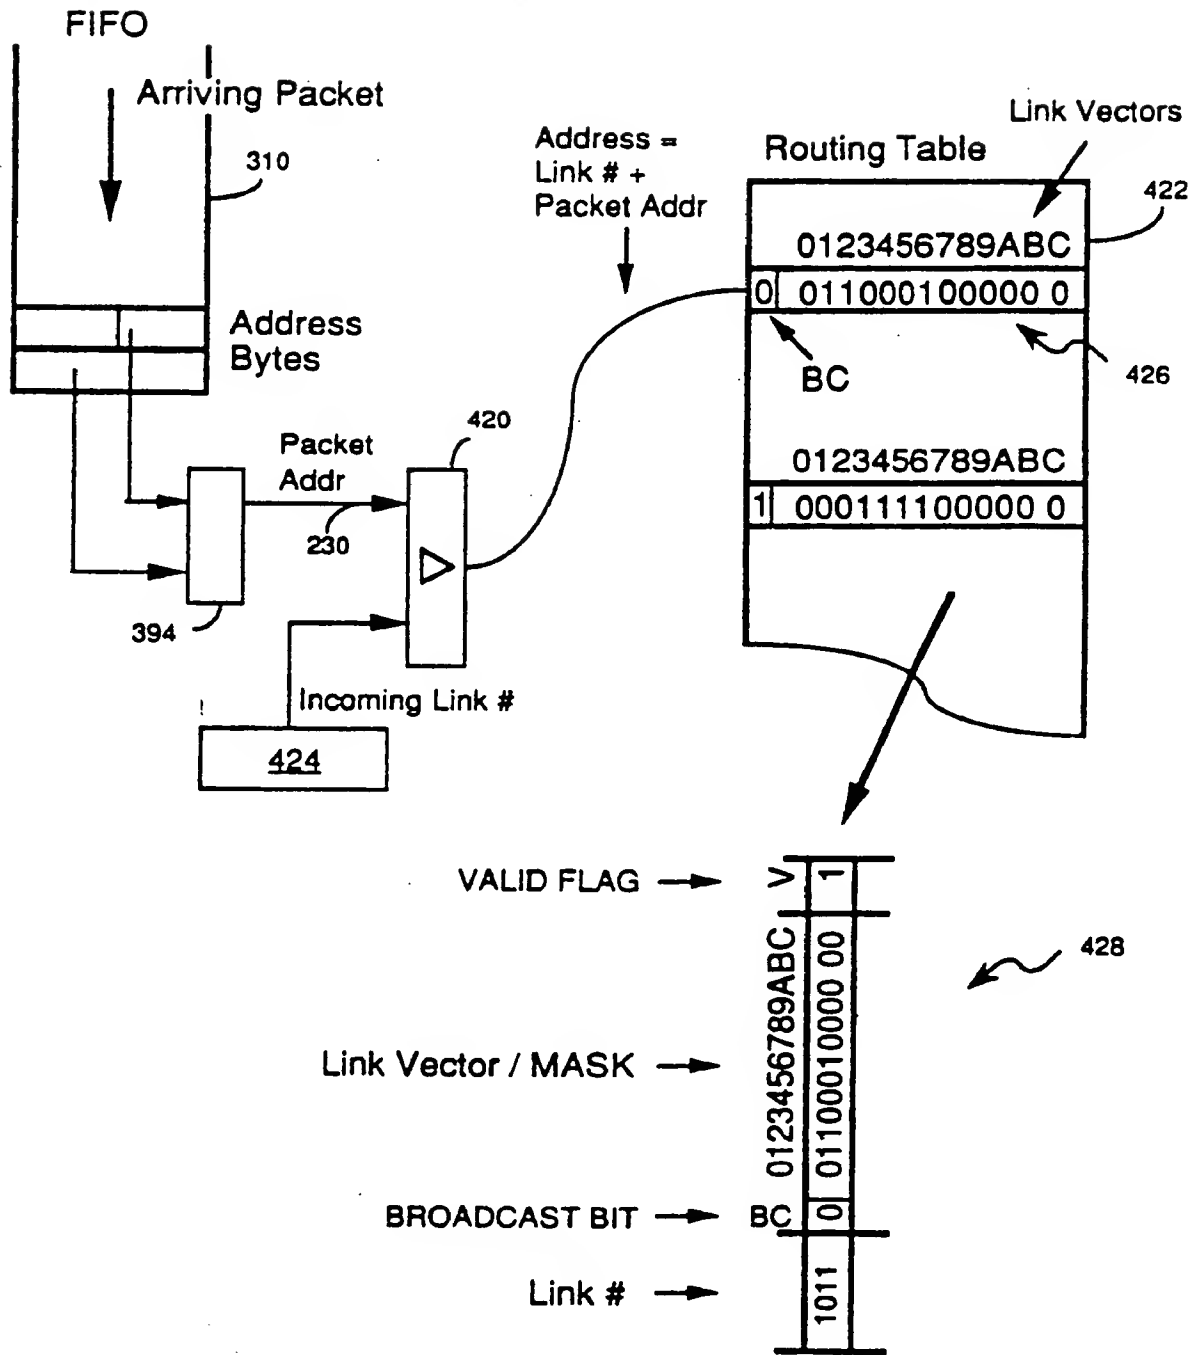 FIFO
Arriving Packet
310
Address
Bytes
Packet
Addr
230
394
420
Incoming Link #
424
Address =
Link # +
Packet Addr
Link Vectors
Routing Table
422
0123456789ABC
0 011000100000 0
BC
426
0123456789ABC
1 000111100000 0
VALID FLAG
V
1
428
Link Vector / MASK
0123456789ABC
01100010000 00
BROADCAST BIT
BC
0
Link #
1011